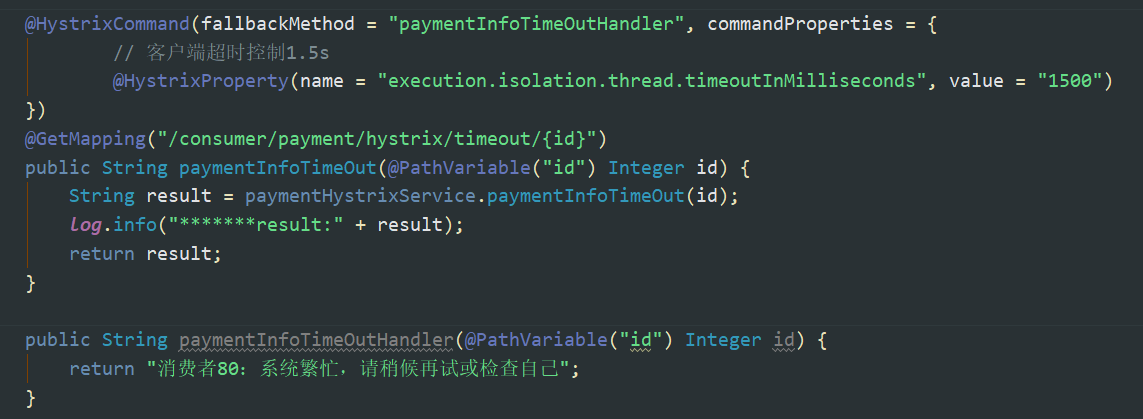 @HystrixCommand(fallbackMethod = "paymentInfoTimeOutHandler", commandProperties = {
        // 客户端超时控制1.5s
        @HystrixProperty(name = "execution.isolation.thread.timeoutInMilliseconds", value = "1500")
})
@GetMapping("/consumer/payment/hystrix/timeout/{id}")
public String paymentInfoTimeOut(@PathVariable("id") Integer id) {
    String result = paymentHystrixService.paymentInfoTimeOut(id);
    log.info("*******result:" + result);
    return result;
}

public String paymentInfoTimeOutHandler(@PathVariable("id") Integer id) {
    return "消费者80：系统繁忙，请稍候再试或检查自己";
}